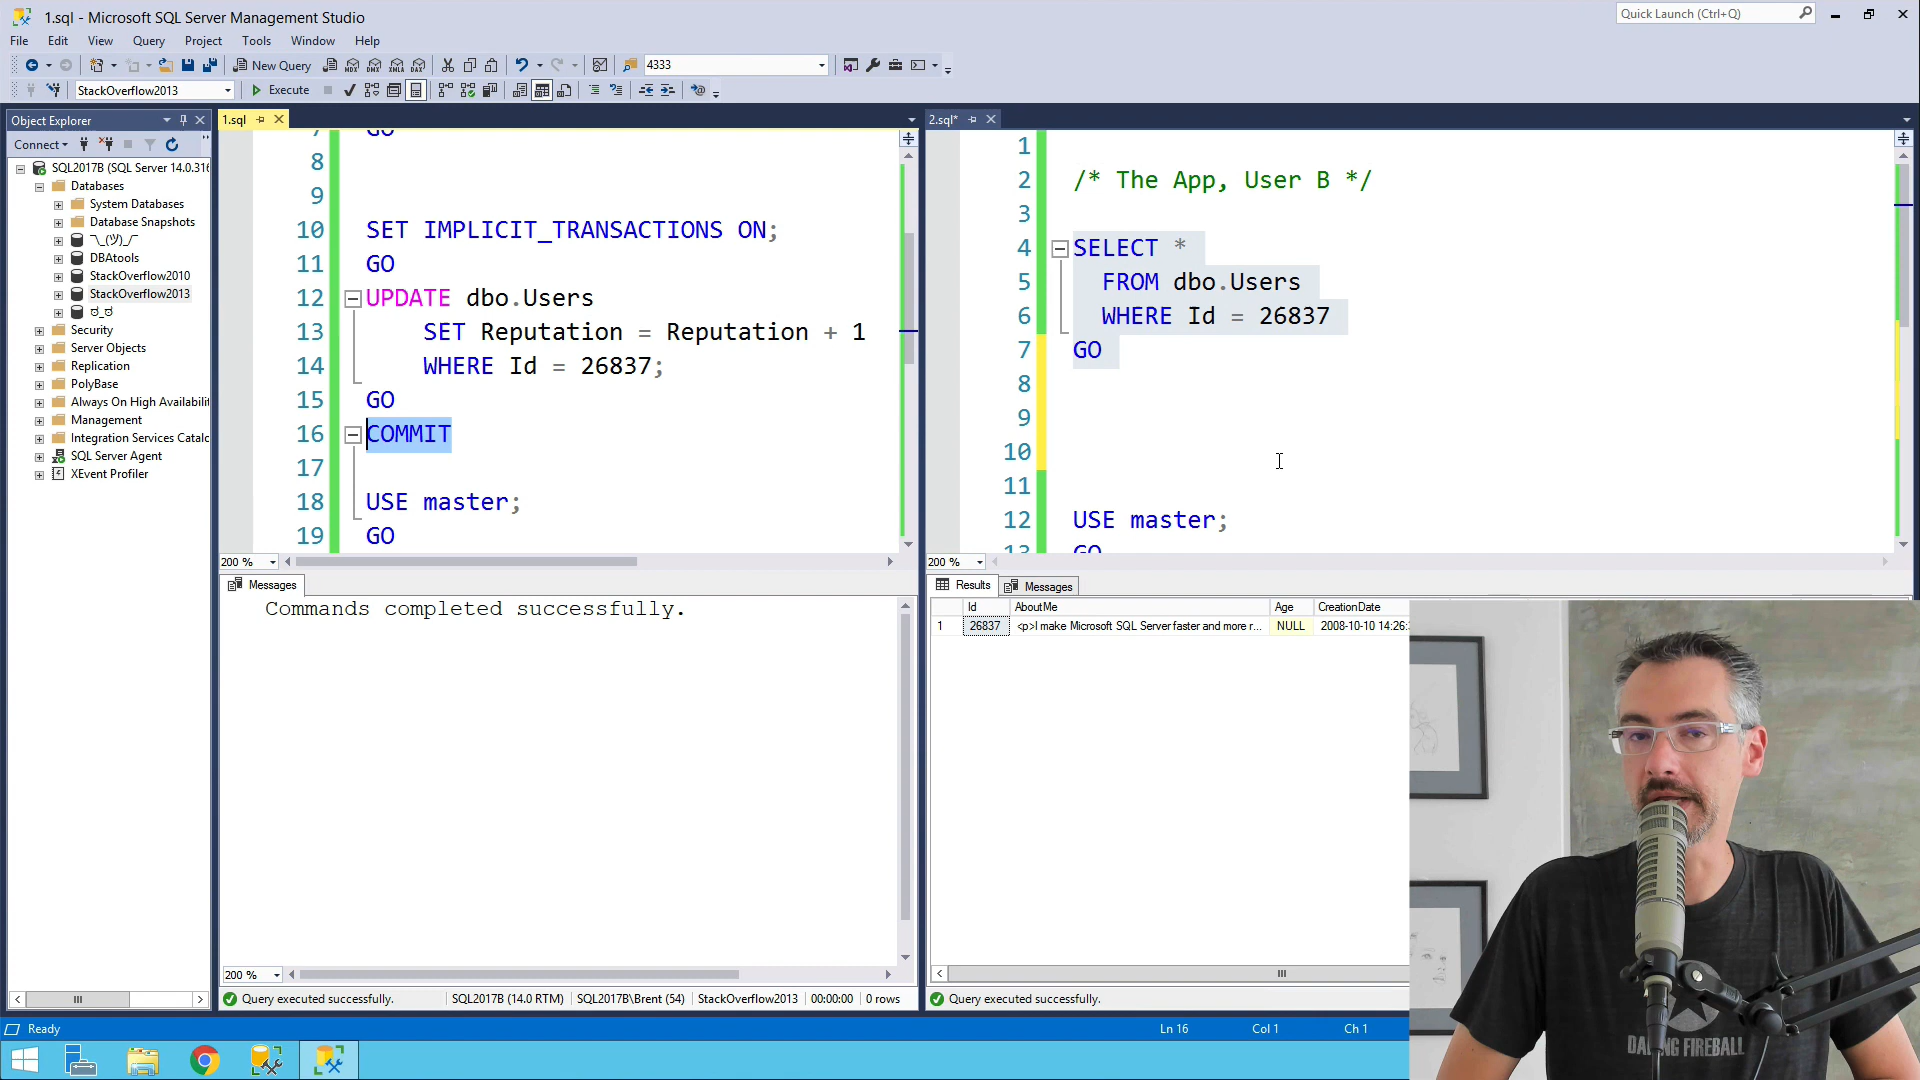 1.sql - Microsoft SQL Server Management Studio
Quick Launch (Ctrl+Q)
File Edit View Query Project Tools Window Help
New Query
4333
StackOverflow2013
Execute
Object Explorer
Connect
SQL2017B (SQL Server 14.0.316
Databases
System Databases
Database Snapshots
¯\_(ツ)_/¯
DBAtools
StackOverflow2010
StackOverflow2013
ಠ_ಠ
Security
Server Objects
Replication
PolyBase
Always On High Availabilit
Management
Integration Services Catalo
SQL Server Agent
XEvent Profiler
1.sql
7 GO
8
9
10 SET IMPLICIT_TRANSACTIONS ON;
11 GO
12 UPDATE dbo.Users
13 SET Reputation = Reputation + 1
14 WHERE Id = 26837;
15 GO
16 COMMIT
17
18 USE master;
19 GO
200 %
Messages
Commands completed successfully.
200 %
Query executed successfully. SQL2017B (14.0 RTM) SQL2017B\Brent (54) StackOverflow2013 00:00:00 0 rows
2.sql*
1
2 /* The App, User B */
3
4 SELECT *
5 FROM dbo.Users
6 WHERE Id = 26837
7 GO
8
9
10
11
12 USE master;
13 GO
200 %
Results Messages
Id AboutMe Age CreationDate
1 26837 <p>I make Microsoft SQL Server faster and more r... NULL 2008-10-10 14:26:
Query executed successfully.
Ready
Ln 16 Col 1 Ch 1
DARING FIREBALL